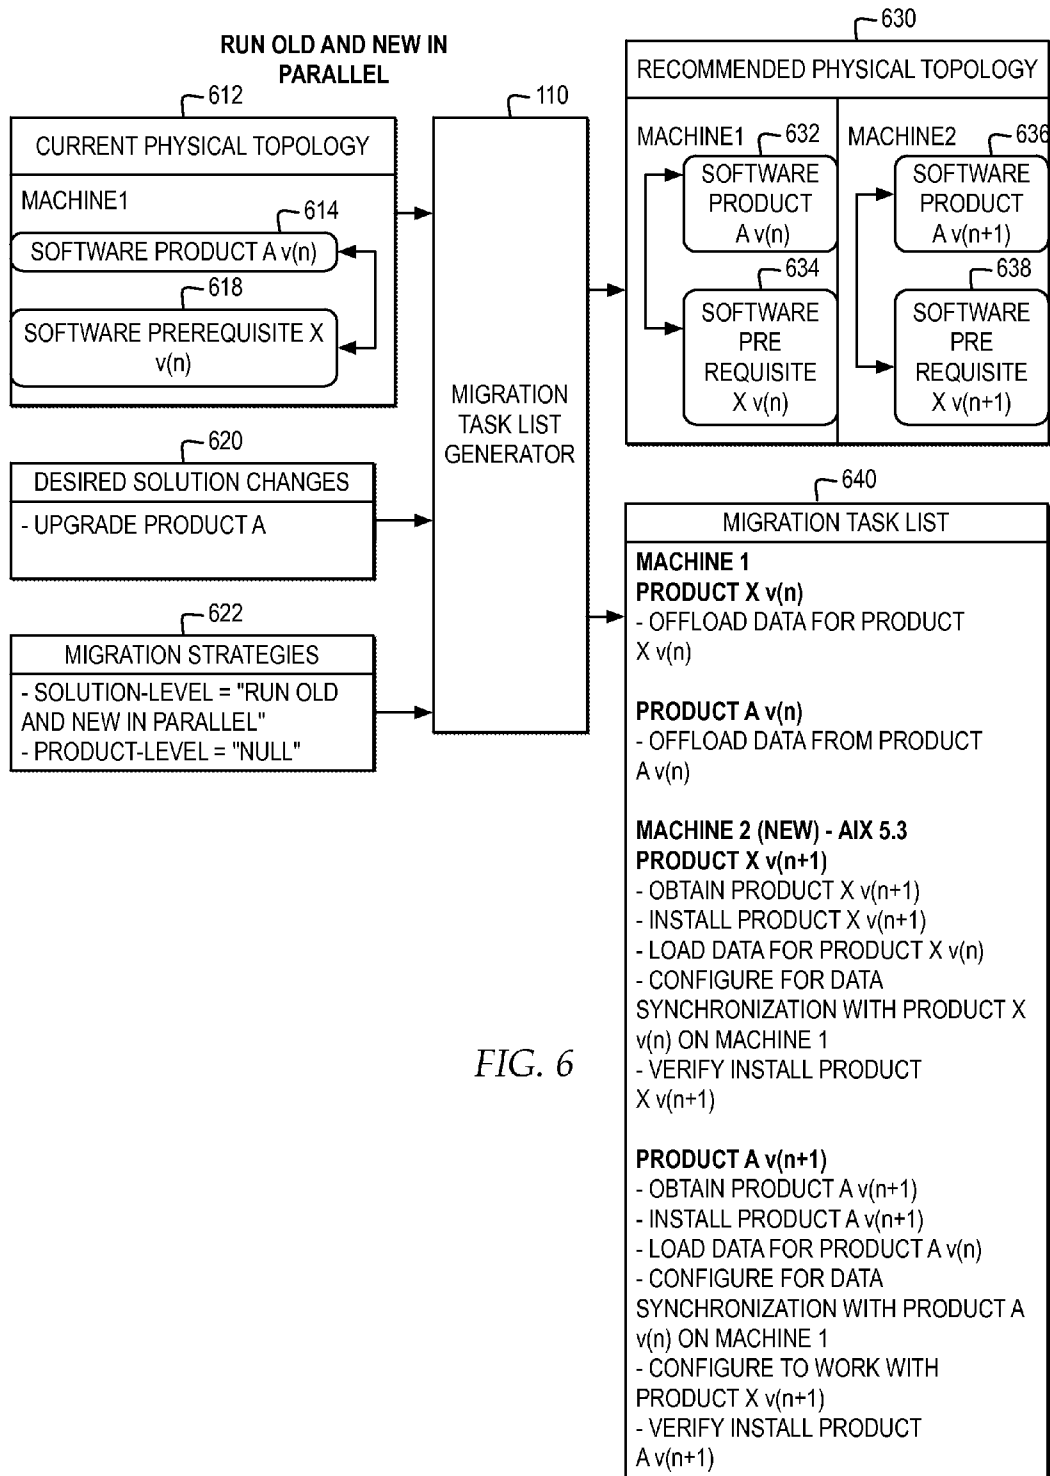 RUN OLD AND NEW IN
PARALLEL
612
CURRENT PHYSICAL TOPOLOGY
MACHINE1
614
SOFTWARE PRODUCT A v(n)
618
SOFTWARE PREREQUISITE X
v(n)
620
DESIRED SOLUTION CHANGES
- UPGRADE PRODUCT A
622
MIGRATION STRATEGIES
- SOLUTION-LEVEL = "RUN OLD
AND NEW IN PARALLEL"
- PRODUCT-LEVEL = "NULL"
110
MIGRATION
TASK LIST
GENERATOR
630
RECOMMENDED PHYSICAL TOPOLOGY
MACHINE1
632
SOFTWARE
PRODUCT
A v(n)
634
SOFTWARE
PRE
REQUISITE
X v(n)
MACHINE2
636
SOFTWARE
PRODUCT
A v(n+1)
638
SOFTWARE
PRE
REQUISITE
X v(n+1)
640
MIGRATION TASK LIST
MACHINE 1
PRODUCT X v(n)
- OFFLOAD DATA FOR PRODUCT
X v(n)
PRODUCT A v(n)
- OFFLOAD DATA FROM PRODUCT
A v(n)
MACHINE 2 (NEW) - AIX 5.3
PRODUCT X v(n+1)
- OBTAIN PRODUCT X v(n+1)
- INSTALL PRODUCT X v(n+1)
- LOAD DATA FOR PRODUCT X v(n)
- CONFIGURE FOR DATA
SYNCHRONIZATION WITH PRODUCT X
v(n) ON MACHINE 1
- VERIFY INSTALL PRODUCT
X v(n+1)
PRODUCT A v(n+1)
- OBTAIN PRODUCT A v(n+1)
- INSTALL PRODUCT A v(n+1)
- LOAD DATA FOR PRODUCT A v(n)
- CONFIGURE FOR DATA
SYNCHRONIZATION WITH PRODUCT A
v(n) ON MACHINE 1
- CONFIGURE TO WORK WITH
PRODUCT X v(n+1)
- VERIFY INSTALL PRODUCT
A v(n+1)
FIG. 6